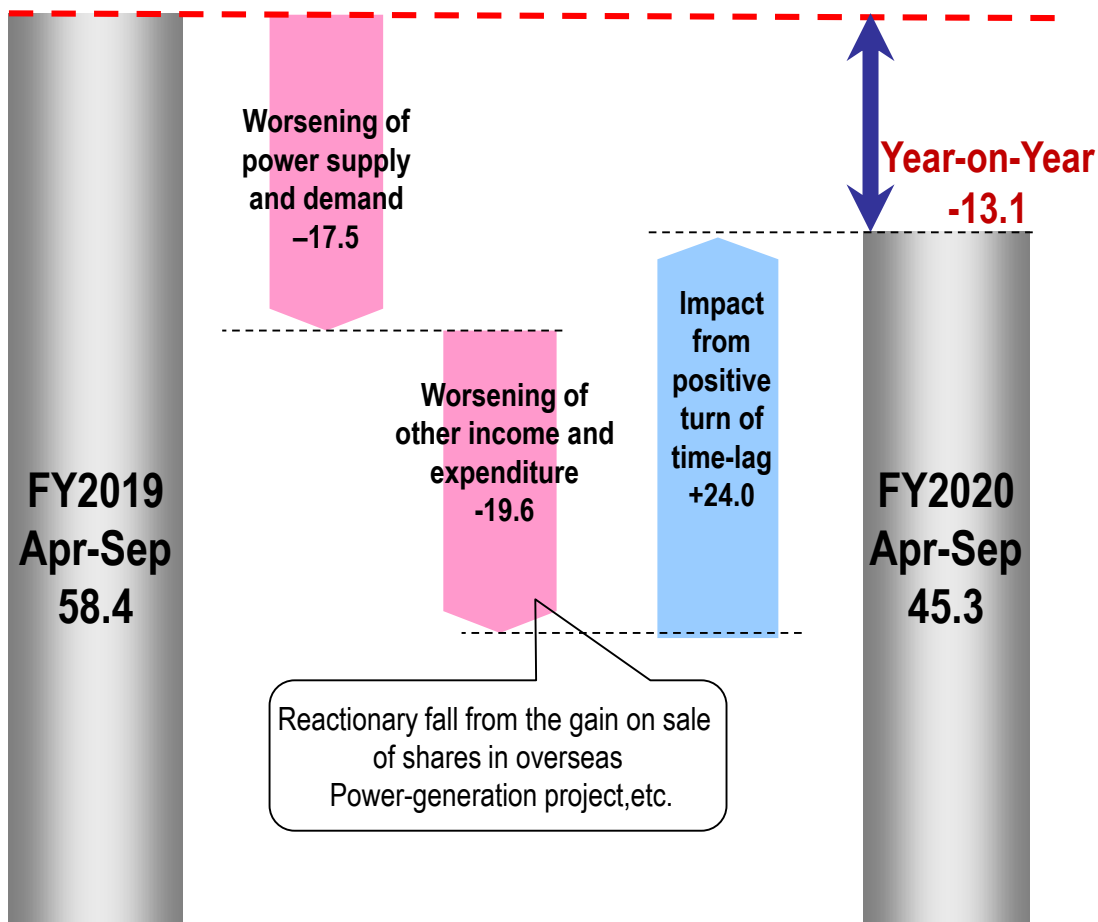 FY2019
Apr-Sep
58.4
Worsening of
power supply
and demand
–17.5
Worsening of
other income and
expenditure
-19.6
Reactionary fall from the gain on sale
of shares in overseas
Power-generation project,etc.
Impact
from
positive
turn of
time-lag
+24.0
Year-on-Year
-13.1
FY2020
Apr-Sep
45.3